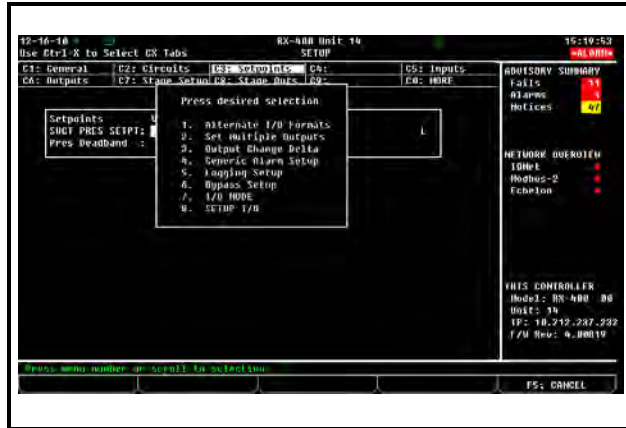 12-16-10 RX-400 Unit 14 15:19:53
Use Ctrl-X to Select CX Tabs SETUP *ALARM*
C1: General C2: Circuits C3: Setpoints C4: C5: Inputs
C6: Outputs C7: Stage Setup C8: Stage Outs C9: C0: MORE
ADVISORY SUMMARY
Fails
Alarms
Notices 47
Press desired selection
Setpoints
SUCT PRES SETPT:
Pres Deadband :
1. Alternate I/O Formats
2. Set Multiple Outputs
3. Output Change Delta
4. Generic Alarm Setup
5. Logging Setup
6. Bypass Setup
7. I/O MODE
8. SETUP I/O
NETWORK OVERVIEW
IONet
Modbus-2
Echelon
THIS CONTROLLER
Model: RX-400 00
Unit: 14
IP: 10.212.237.232
F/W Rev: 4.00B19
Press menu number or scroll to selection
F5: CANCEL